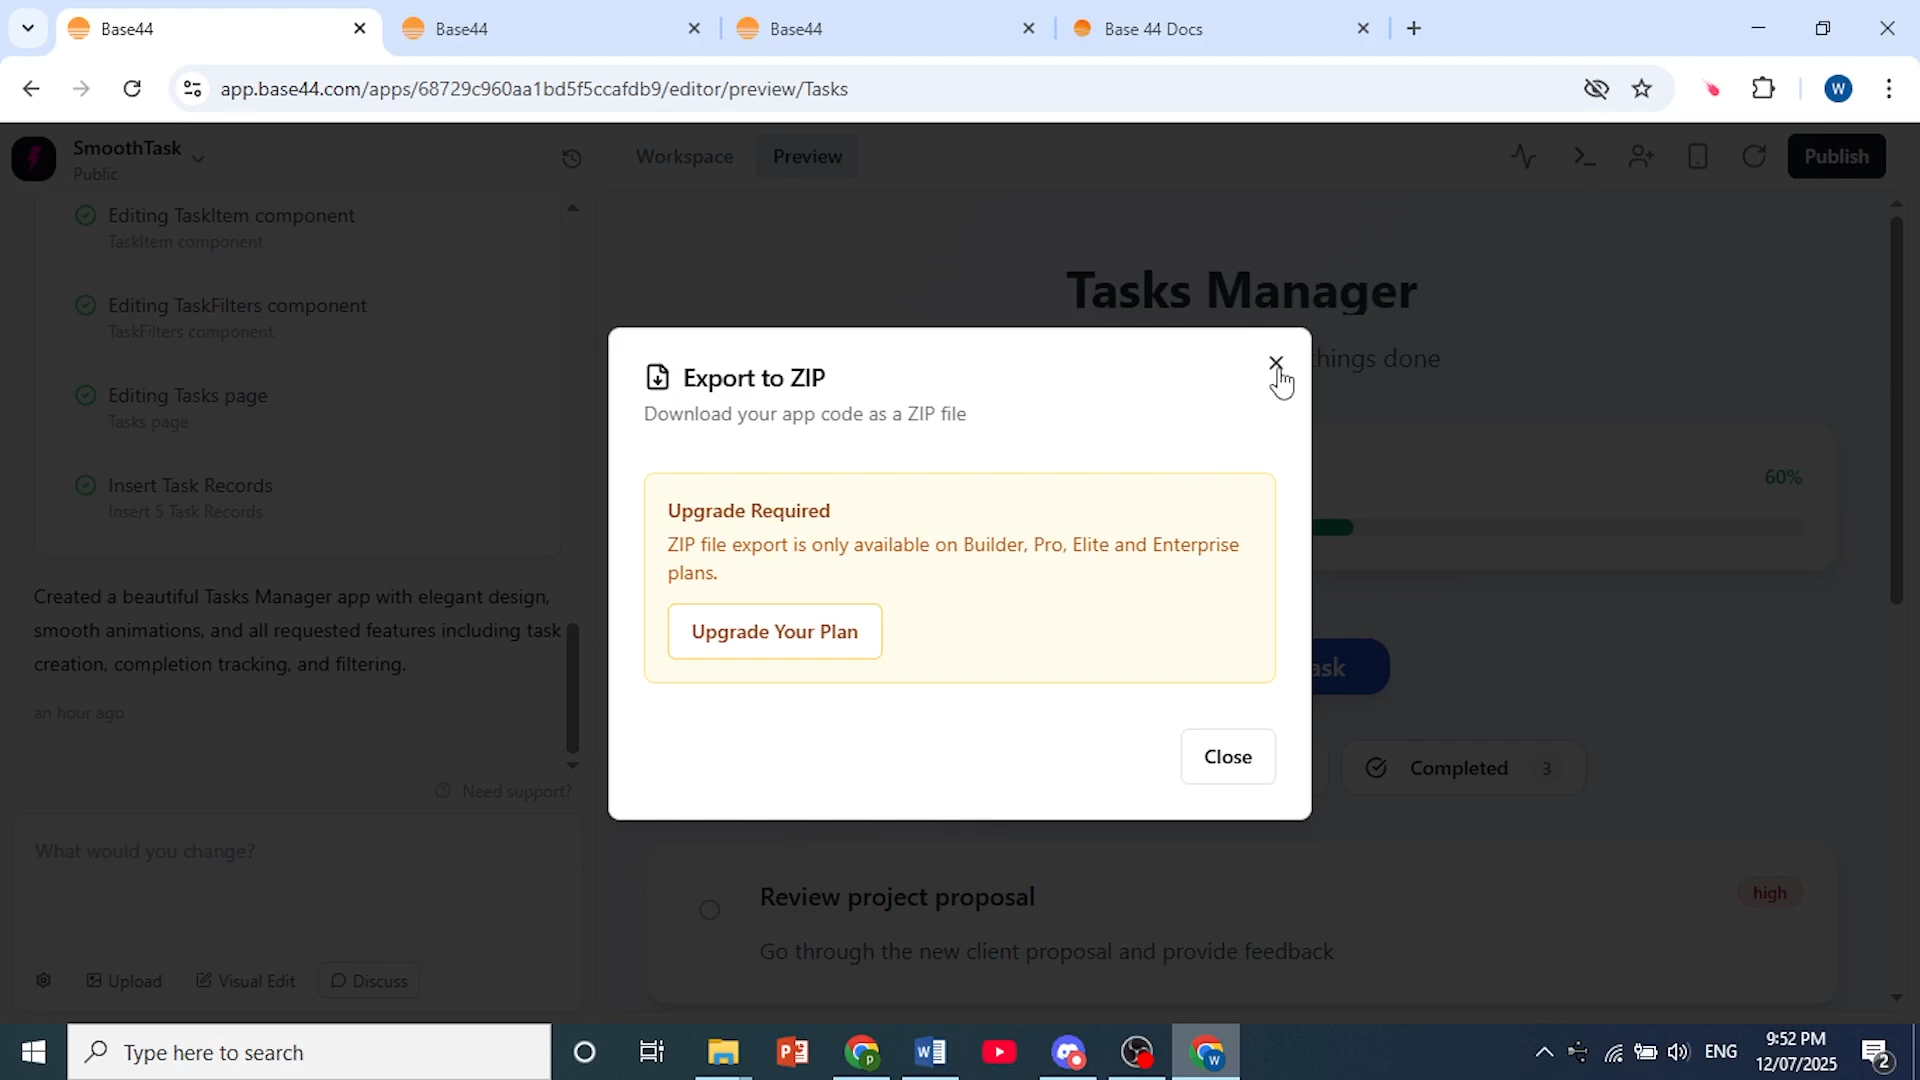 Base44
Base44
Base44
Base 44 Docs
app.base44.com/apps/68729c960aa1bd5f5ccafdb9/editor/preview/Tasks
W
SmoothTask
Public
Workspace
Preview
Publish
Editing TaskItem component
TaskItem component
Editing TaskFilters component
TaskFilters component
Editing Tasks page
Tasks page
Insert Task Records
Insert 5 Task Records
Created a beautiful Tasks Manager app with elegant design,
smooth animations, and all requested features including task
creation, completion tracking, and filtering.
an hour ago
Need support?
What would you change?
Upload
Visual Edit
Discuss
Tasks Manager
things done
60%
ask
Completed 3
Review project proposal
high
Go through the new client proposal and provide feedback
Export to ZIP
Download your app code as a ZIP file
Upgrade Required
ZIP file export is only available on Builder, Pro, Elite and Enterprise
plans.
Upgrade Your Plan
Close
Type here to search
ENG
9:52 PM
12/07/2025
2